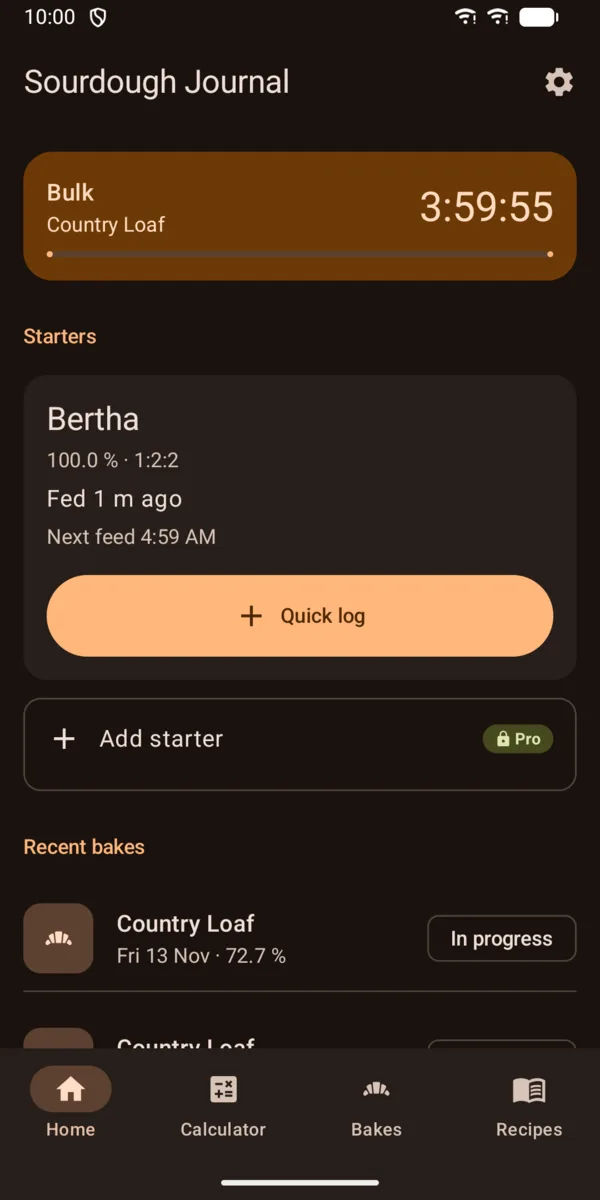 10:00
Sourdough Journal
Bulk
Country Loaf
3:59:55
Starters
Bertha
100.0 % · 1:2:2
Fed 1 m ago
Next feed 4:59 AM
Quick log
Add starter
Pro
Recent bakes
Country Loaf
Fri 13 Nov · 72.7 %
In progress
Country Loaf
Home
Calculator
Bakes
Recipes